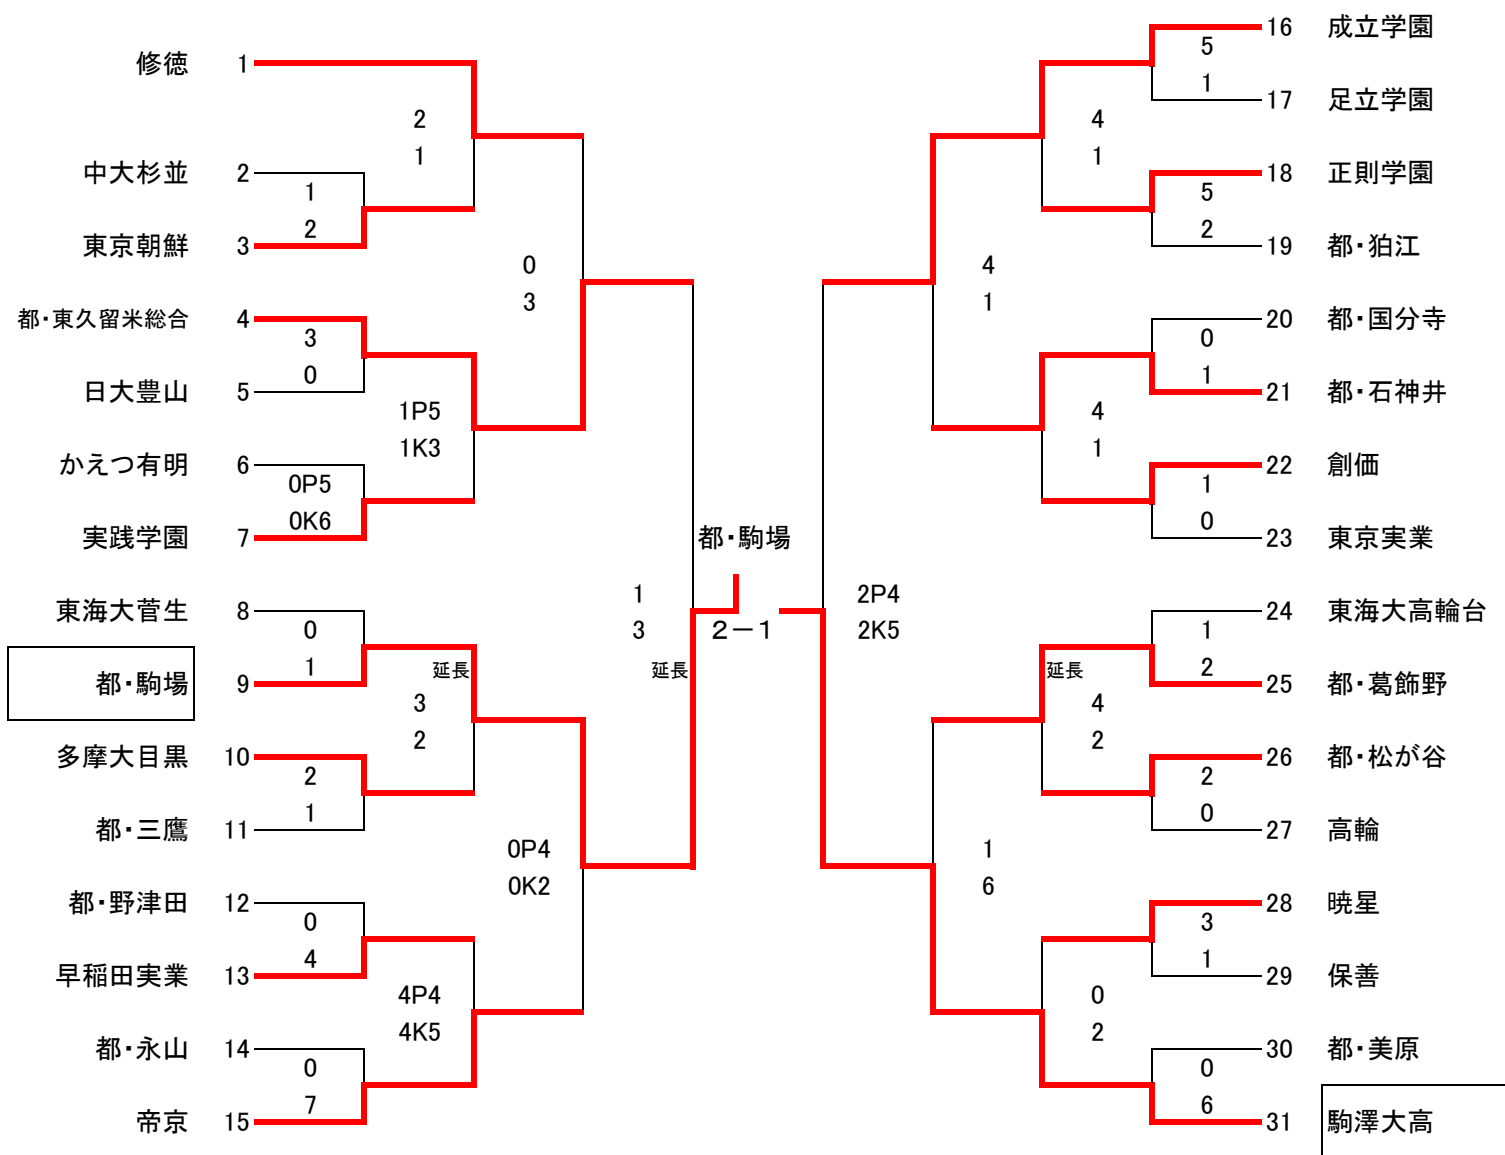 修徳 1
2
1
中大杉並 2
1
2
東京朝鮮 3
0
3
都・東久留米総合 4
3
0
日大豊山 5
1P5
1K3
かえつ有明 6
0P5
0K6
実践学園 7
東海大菅生 8
0
1
都・駒場 9
延長
3
2
多摩大目黒 10
2
1
都・三鷹 11
0P4
0K2
都・野津田 12
0
4
早稲田実業 13
4P4
4K5
都・永山 14
0
7
帝京 15
1
3
延長
都・駒場
2－1
2P4
2K5
16 成立学園
5
1
17 足立学園
4
1
18 正則学園
5
2
19 都・狛江
4
1
20 都・国分寺
0
1
21 都・石神井
4
1
22 創価
1
0
23 東京実業
24 東海大高輪台
1
2
25 都・葛飾野
延長
4
2
26 都・松が谷
2
0
27 高輪
1
6
28 暁星
3
1
29 保善
0
2
30 都・美原
0
6
31 駒澤大高